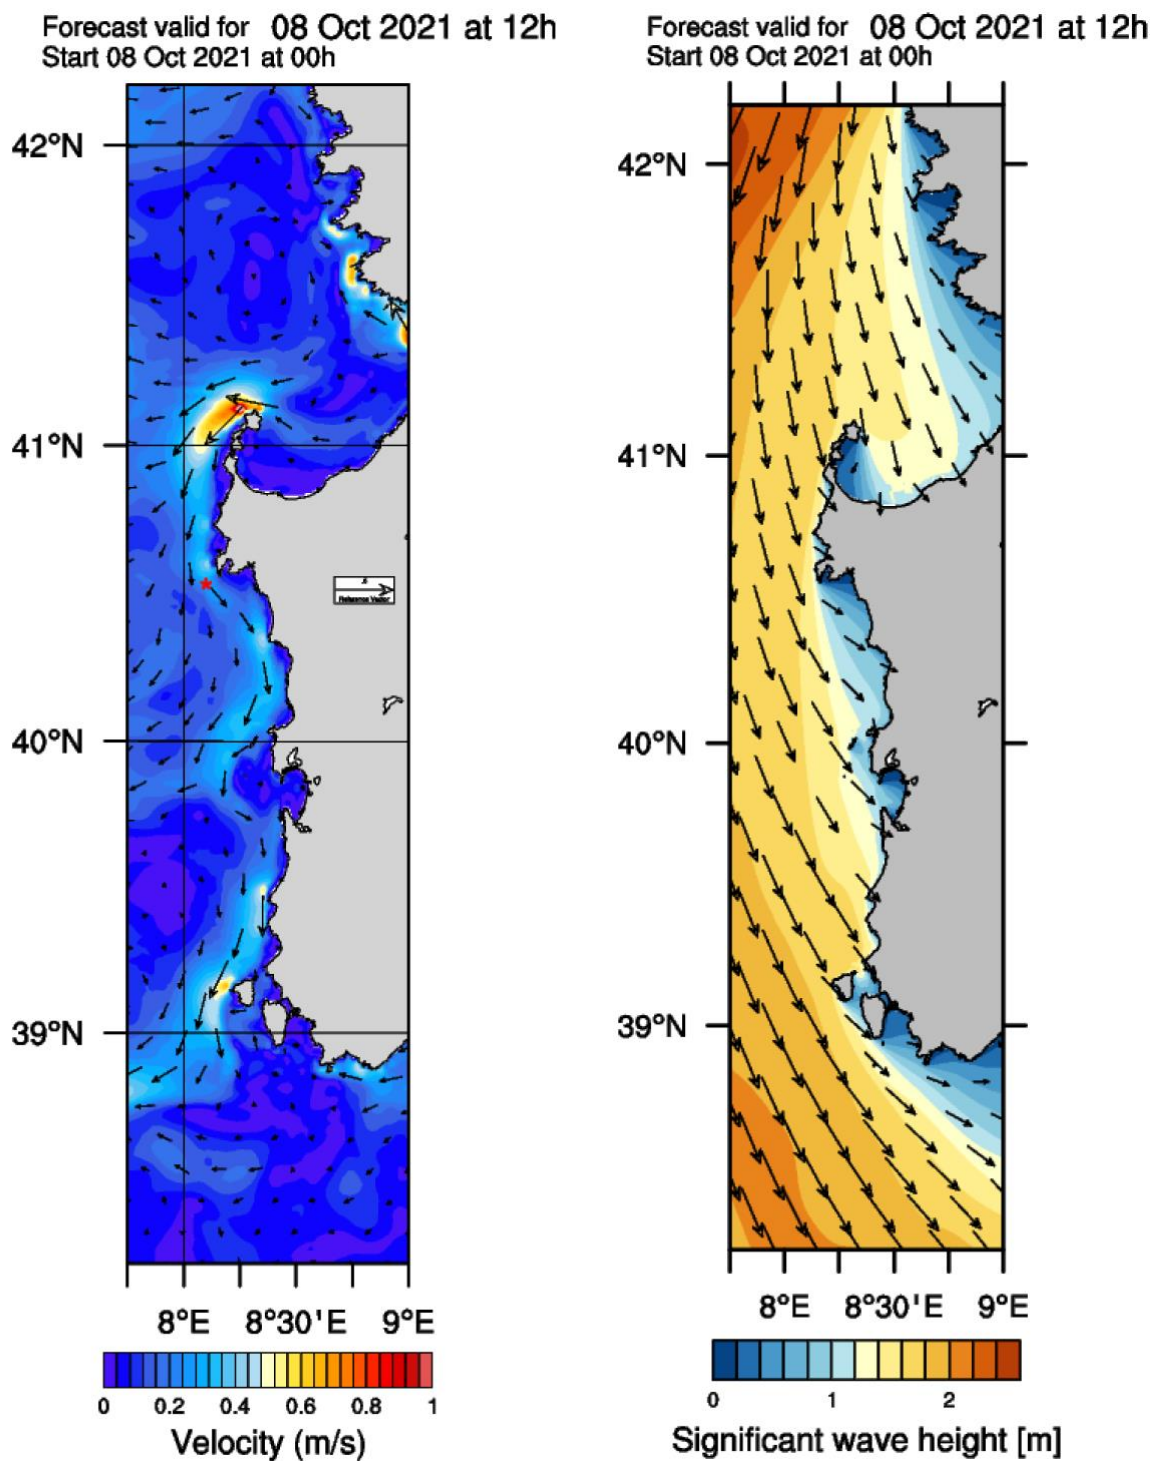 Forecast valid for 08 Oct 2021 at 12h
Start 08 Oct 2021 at 00h
42°N
41°N
40°N
39°N
Reference Vector
8°E 8°30'E 9°E
0 0.2 0.4 0.6 0.8 1
Velocity (m/s)
Forecast valid for 08 Oct 2021 at 12h
Start 08 Oct 2021 at 00h
42°N
41°N
40°N
39°N
8°E 8°30'E 9°E
0 1 2
Significant wave height [m]